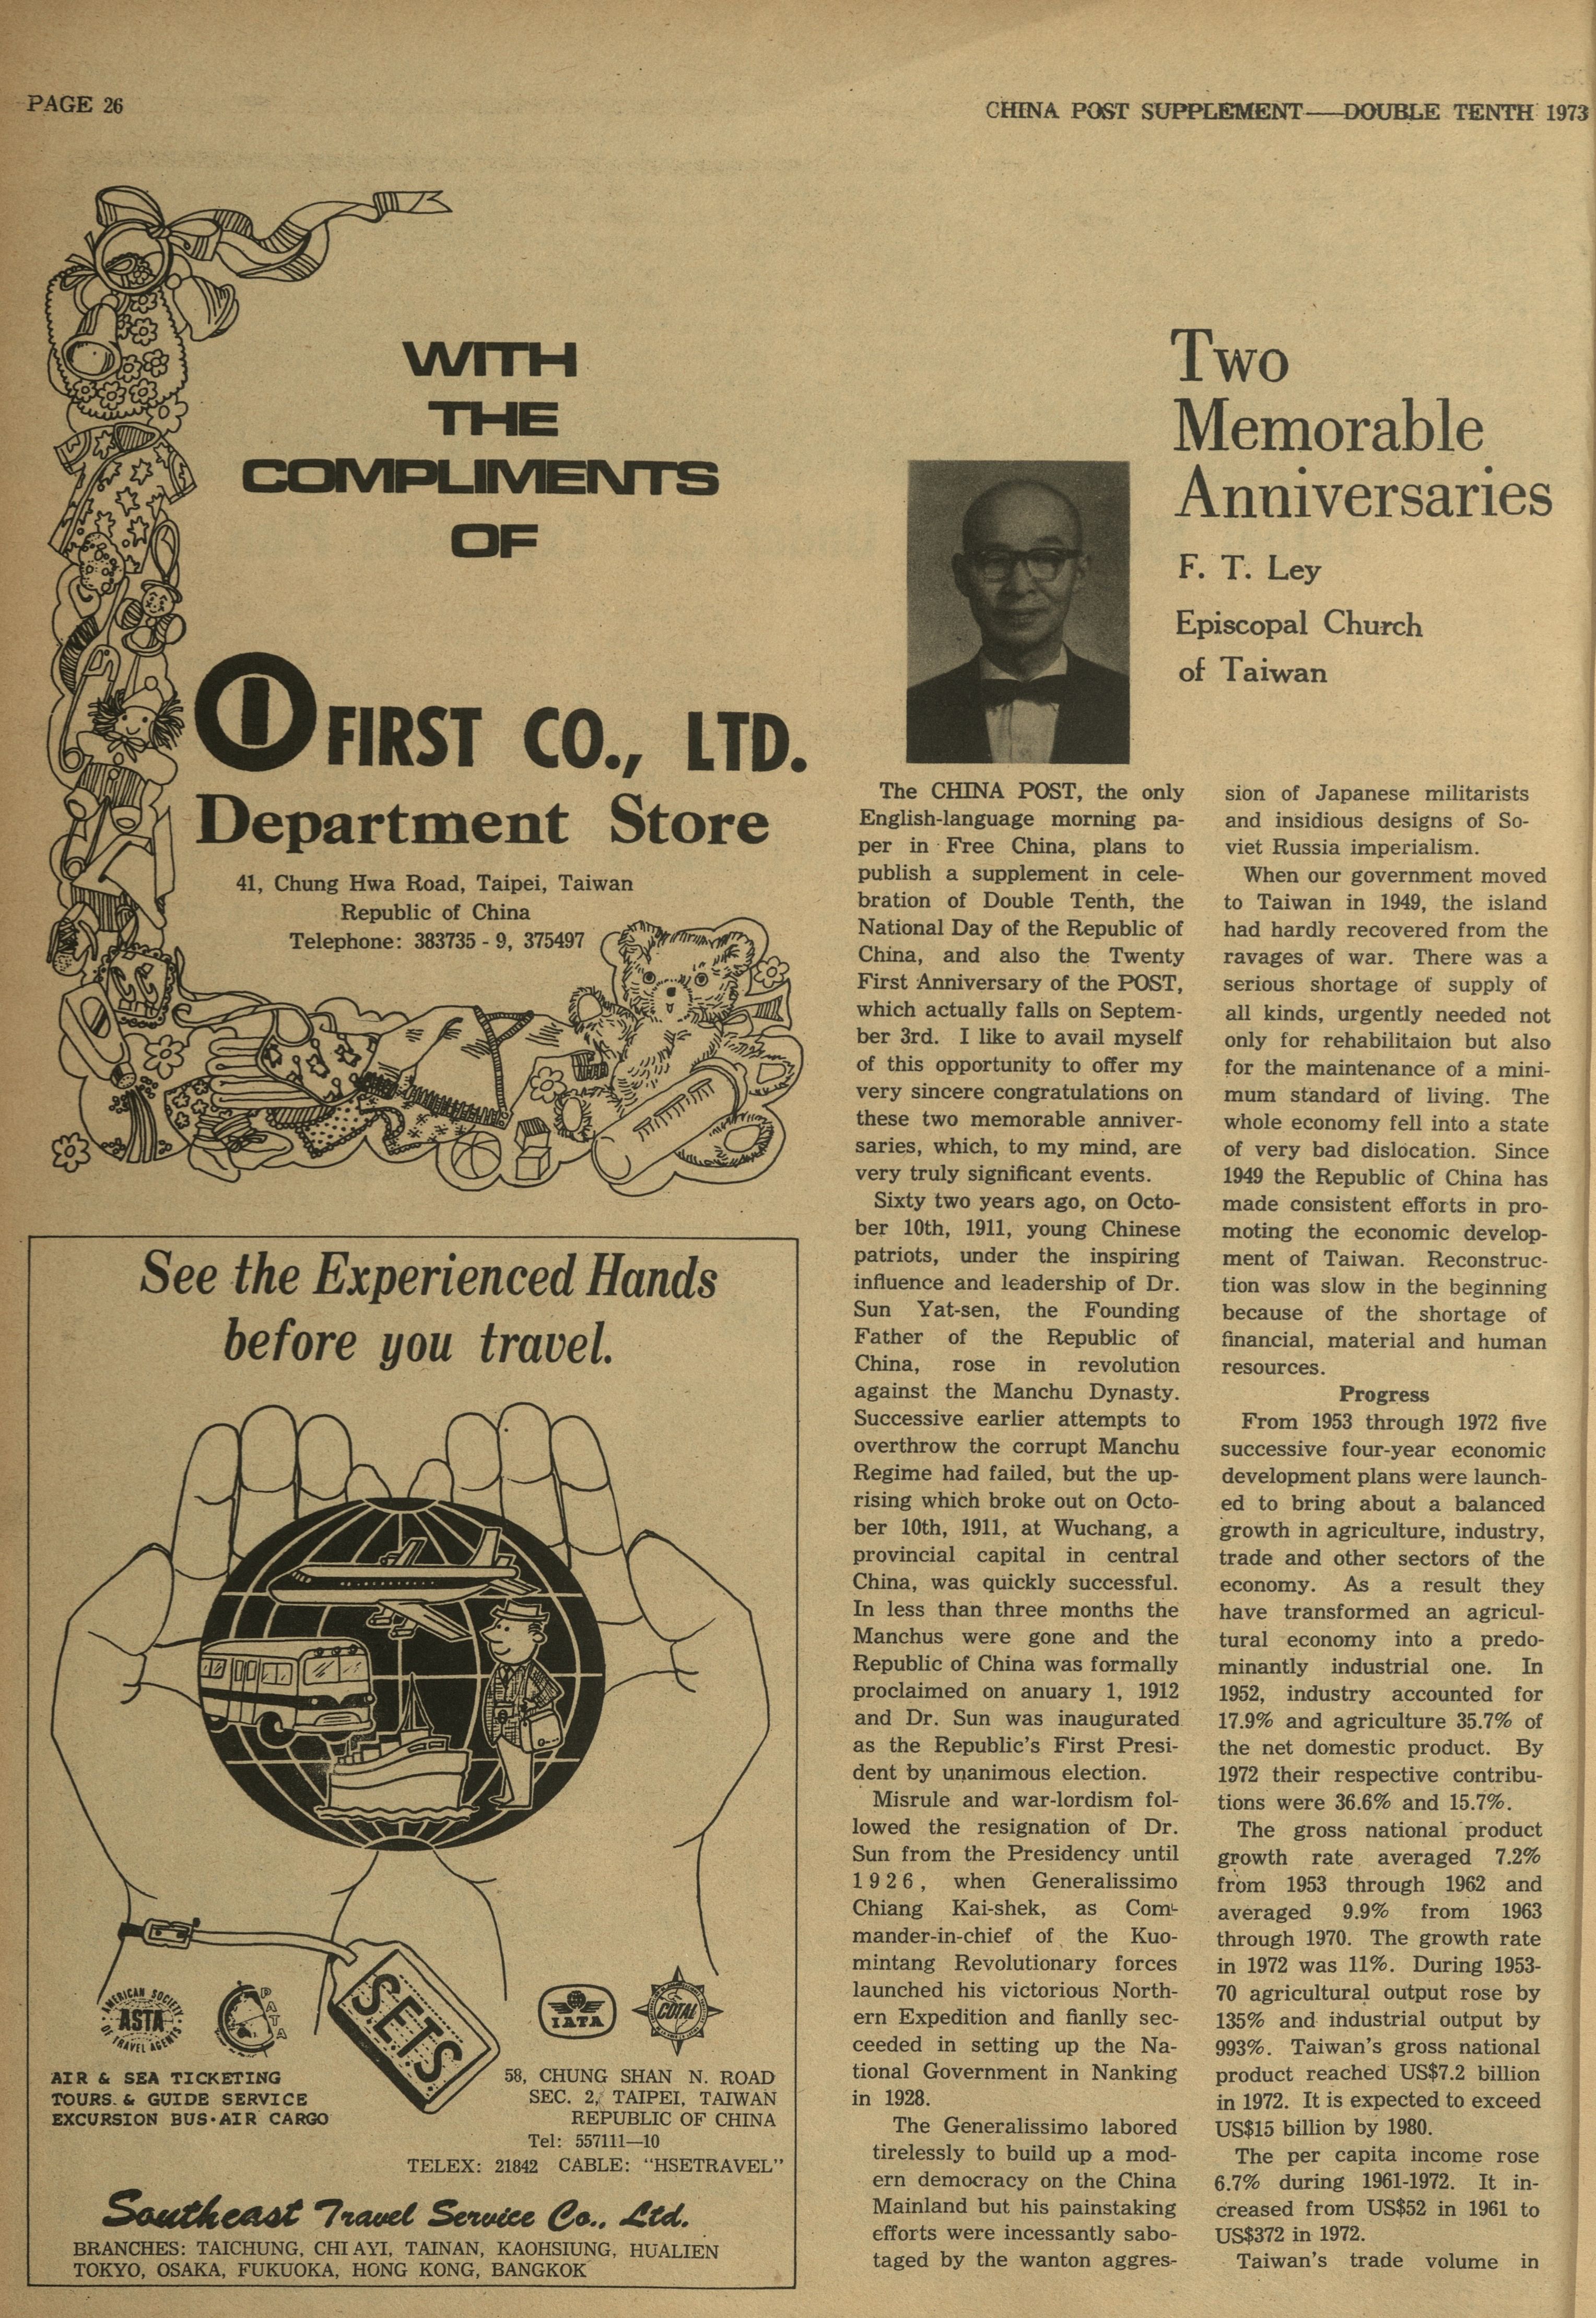 PAGE 26
CHINA POST SUPPLEMENT——DOUBLE TENTH 1973
WITH
THE
COMPLIMENTS
OF
FIRST CO., LTD.
Department Store
41, Chung Hwa Road, Taipei, Taiwan
Republic of China
Telephone: 383735 - 9, 375497
See the Experienced Hands
before you travel.
AMERICAN SOCIETY
ASTA
OF TRAVEL AGENTS
PATA
SETS
IATA
COTAL
AIR & SEA TICKETING
TOURS & GUIDE SERVICE
EXCURSION BUS·AIR CARGO
58, CHUNG SHAN N. ROAD
SEC. 2, TAIPEI, TAIWAN
REPUBLIC OF CHINA
Tel: 557111—10
TELEX: 21842 CABLE: "HSETRAVEL"
Southeast Travel Service Co., Ltd.
BRANCHES: TAICHUNG, CHI AYI, TAINAN, KAOHSIUNG, HUALIEN
TOKYO, OSAKA, FUKUOKA, HONG KONG, BANGKOK
Two
Memorable
Anniversaries
F. T. Ley
Episcopal Church
of Taiwan
The CHINA POST, the only
English-language morning pa-
per in Free China, plans to
publish a supplement in cele-
bration of Double Tenth, the
National Day of the Republic of
China, and also the Twenty
First Anniversary of the POST,
which actually falls on Septem-
ber 3rd. I like to avail myself
of this opportunity to offer my
very sincere congratulations on
these two memorable anniver-
saries, which, to my mind, are
very truly significant events.
Sixty two years ago, on Octo-
ber 10th, 1911, young Chinese
patriots, under the inspiring
influence and leadership of Dr.
Sun Yat-sen, the Founding
Father of the Republic of
China, rose in revolution
against the Manchu Dynasty.
Successive earlier attempts to
overthrow the corrupt Manchu
Regime had failed, but the up-
rising which broke out on Octo-
ber 10th, 1911, at Wuchang, a
provincial capital in central
China, was quickly successful.
In less than three months the
Manchus were gone and the
Republic of China was formally
proclaimed on anuary 1, 1912
and Dr. Sun was inaugurated
as the Republic's First Presi-
dent by unanimous election.
Misrule and war-lordism fol-
lowed the resignation of Dr.
Sun from the Presidency until
1926, when Generalissimo
Chiang Kai-shek, as Com-
mander-in-chief of the Kuo-
mintang Revolutionary forces
launched his victorious North-
ern Expedition and fianlly sec-
ceeded in setting up the Na-
tional Government in Nanking
in 1928.
The Generalissimo labored
tirelessly to build up a mod-
ern democracy on the China
Mainland but his painstaking
efforts were incessantly sabo-
taged by the wanton aggres-
sion of Japanese militarists
and insidious designs of So-
viet Russia imperialism.
When our government moved
to Taiwan in 1949, the island
had hardly recovered from the
ravages of war. There was a
serious shortage of supply of
all kinds, urgently needed not
only for rehabilitaion but also
for the maintenance of a mini-
mum standard of living. The
whole economy fell into a state
of very bad dislocation. Since
1949 the Republic of China has
made consistent efforts in pro-
moting the economic develop-
ment of Taiwan. Reconstruc-
tion was slow in the beginning
because of the shortage of
financial, material and human
resources.
Progress
From 1953 through 1972 five
successive four-year economic
development plans were launch-
ed to bring about a balanced
growth in agriculture, industry,
trade and other sectors of the
economy. As a result they
have transformed an agricul-
tural economy into a predo-
minantly industrial one. In
1952, industry accounted for
17.9% and agriculture 35.7% of
the net domestic product. By
1972 their respective contribu-
tions were 36.6% and 15.7%.
The gross national product
growth rate averaged 7.2%
from 1953 through 1962 and
averaged 9.9% from 1963
through 1970. The growth rate
in 1972 was 11%. During 1953-
70 agricultural output rose by
135% and industrial output by
993%. Taiwan's gross national
product reached US$7.2 billion
in 1972. It is expected to exceed
US$15 billion by 1980.
The per capita income rose
6.7% during 1961-1972. It in-
creased from US$52 in 1961 to
US$372 in 1972.
Taiwan's trade volume in